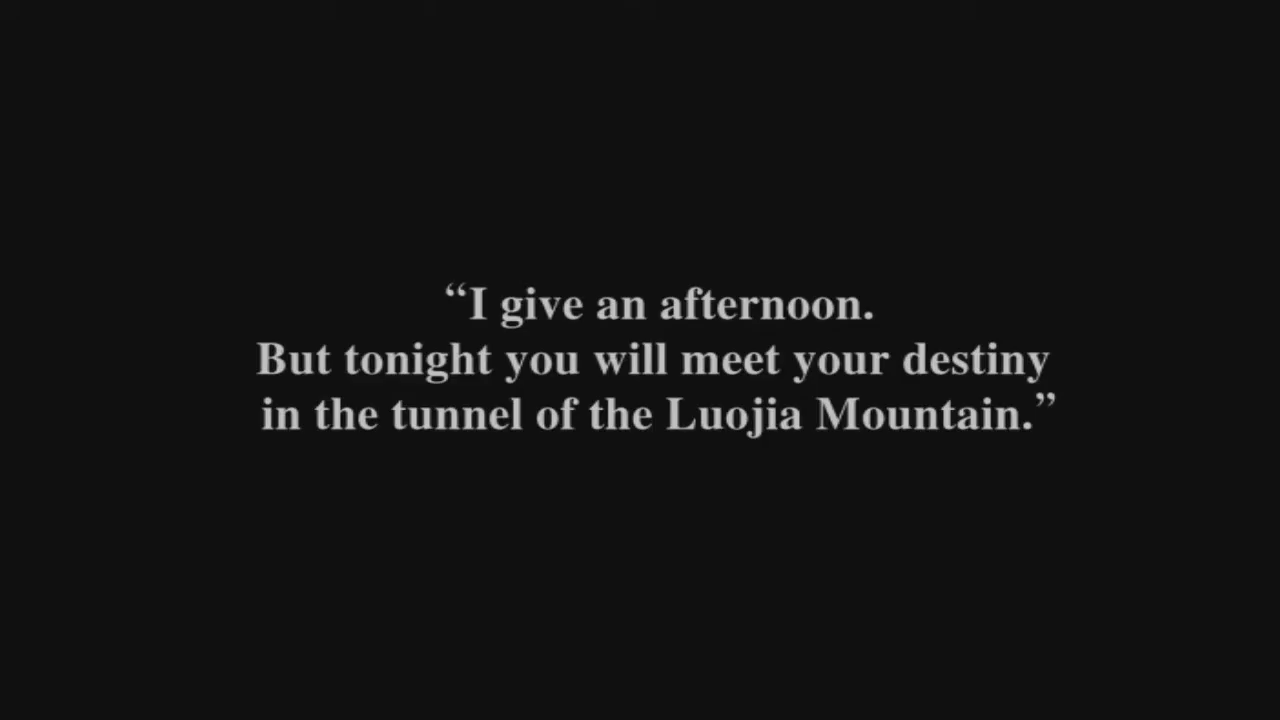 “I give an afternoon.
But tonight you will meet your destiny
in the tunnel of the Luojia Mountain.”